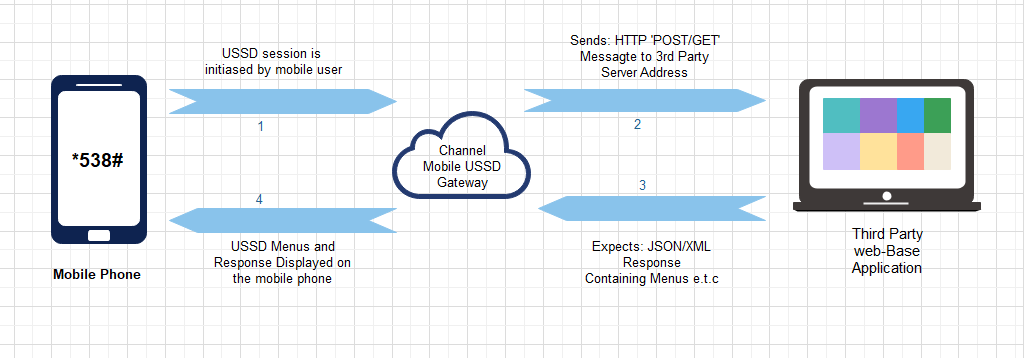 USSD session is
initiased by mobile user
1
Sends: HTTP 'POST/GET'
Messagte to 3rd Party
Server Address
2
*538#
Channel
Mobile USSD
Gateway
3
Expects: JSON/XML
Response
Containing Menus e.t.c
4
USSD Menus and
Response Displayed on
the mobile phone
Mobile Phone
Third Party
web-Base
Application